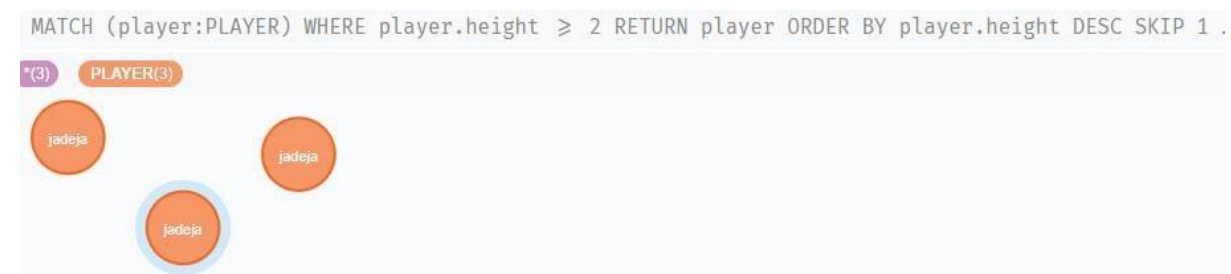 MATCH (player:PLAYER) WHERE player.height ⩾ 2 RETURN player ORDER BY player.height DESC SKIP 1 .
*(3) PLAYER(3)
jadeja
jadeja
jadeja